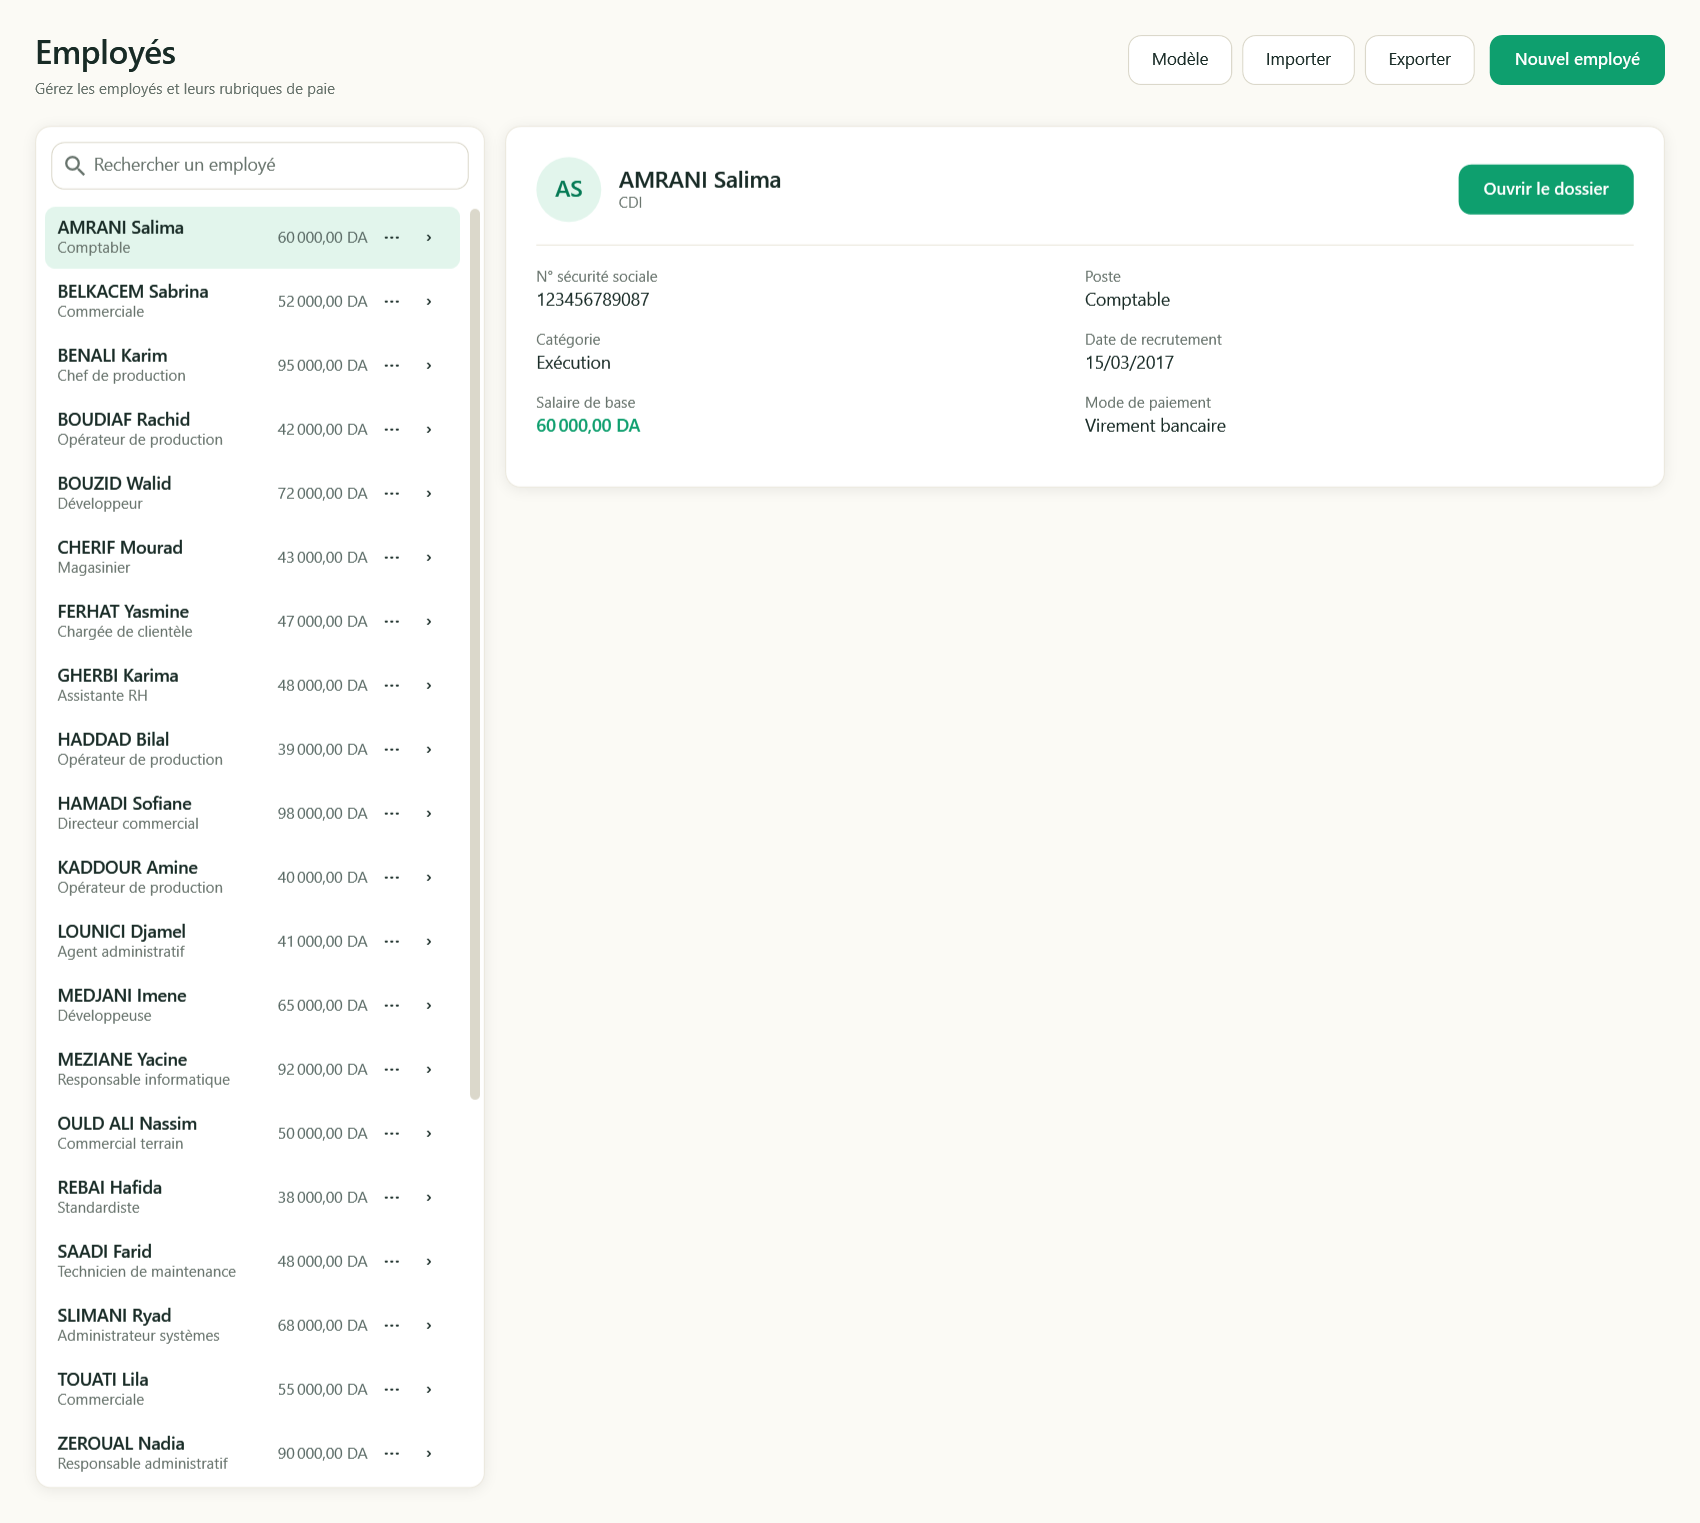 Employés
Gérez les employés et leurs rubriques de paie
Modèle
Importer
Exporter
Nouvel employé
Rechercher un employé
AMRANI Salima
Comptable
60 000,00 DA
BELKACEM Sabrina
Commerciale
52 000,00 DA
BENALI Karim
Chef de production
95 000,00 DA
BOUDIAF Rachid
Opérateur de production
42 000,00 DA
BOUZID Walid
Développeur
72 000,00 DA
CHERIF Mourad
Magasinier
43 000,00 DA
FERHAT Yasmine
Chargée de clientèle
47 000,00 DA
GHERBI Karima
Assistante RH
48 000,00 DA
HADDAD Bilal
Opérateur de production
39 000,00 DA
HAMADI Sofiane
Directeur commercial
98 000,00 DA
KADDOUR Amine
Opérateur de production
40 000,00 DA
LOUNICI Djamel
Agent administratif
41 000,00 DA
MEDJANI Imene
Développeuse
65 000,00 DA
MEZIANE Yacine
Responsable informatique
92 000,00 DA
OULD ALI Nassim
Commercial terrain
50 000,00 DA
REBAI Hafida
Standardiste
38 000,00 DA
SAADI Farid
Technicien de maintenance
48 000,00 DA
SLIMANI Ryad
Administrateur systèmes
68 000,00 DA
TOUATI Lila
Commerciale
55 000,00 DA
ZEROUAL Nadia
Responsable administratif
90 000,00 DA
AS
AMRANI Salima
CDI
Ouvrir le dossier
N° sécurité sociale
123456789087
Poste
Comptable
Catégorie
Exécution
Date de recrutement
15/03/2017
Salaire de base
60 000,00 DA
Mode de paiement
Virement bancaire